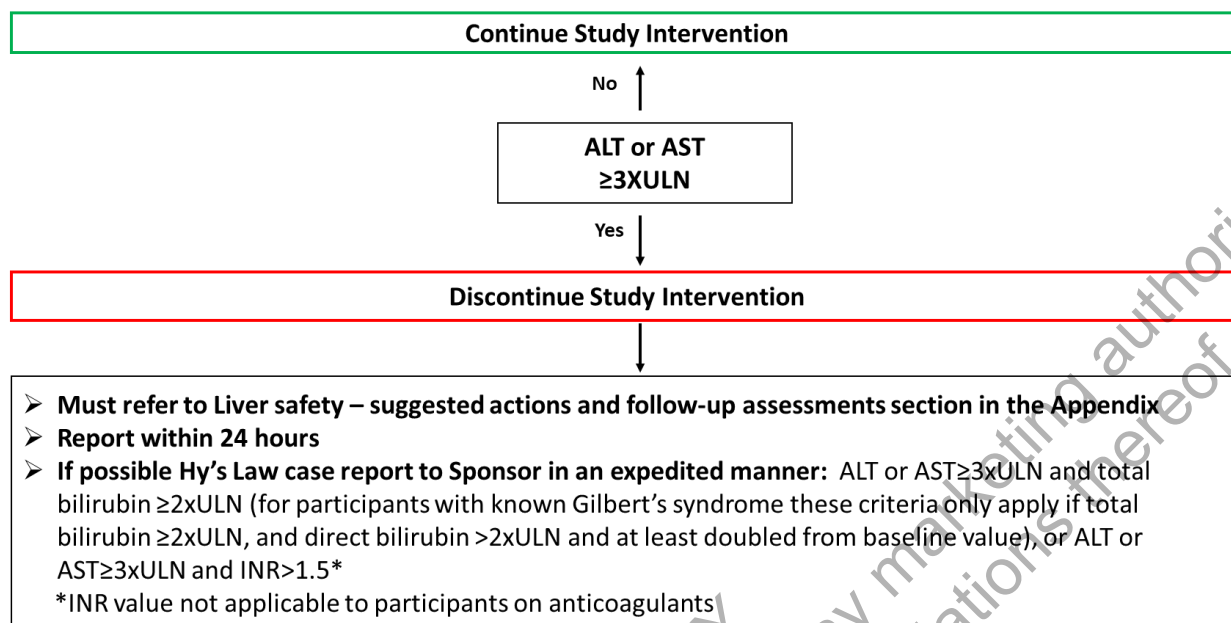 Continue Study Intervention
No
ALT or AST
≥3XULN
Yes
Discontinue Study Intervention
➢ Must refer to Liver safety – suggested actions and follow-up assessments section in the Appendix
➢ Report within 24 hours
➢ If possible Hy's Law case report to Sponsor in an expedited manner: ALT or AST≥3xULN and total
bilirubin ≥2xULN (for participants with known Gilbert's syndrome these criteria only apply if total
bilirubin ≥2xULN, and direct bilirubin >2xULN and at least doubled from baseline value), or ALT or
AST≥3xULN and INR>1.5*
*INR value not applicable to participants on anticoagulants
marketing
thereof